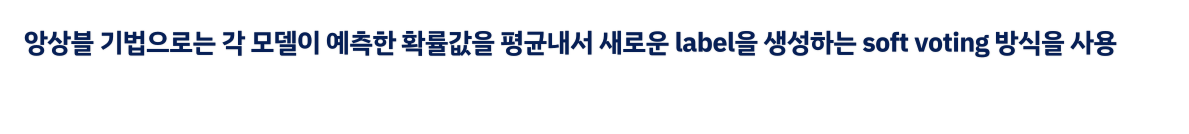 앙상블 기법으로는 각 모델이 예측한 확률값을 평균내서 새로운 label을 생성하는 soft voting 방식을 사용